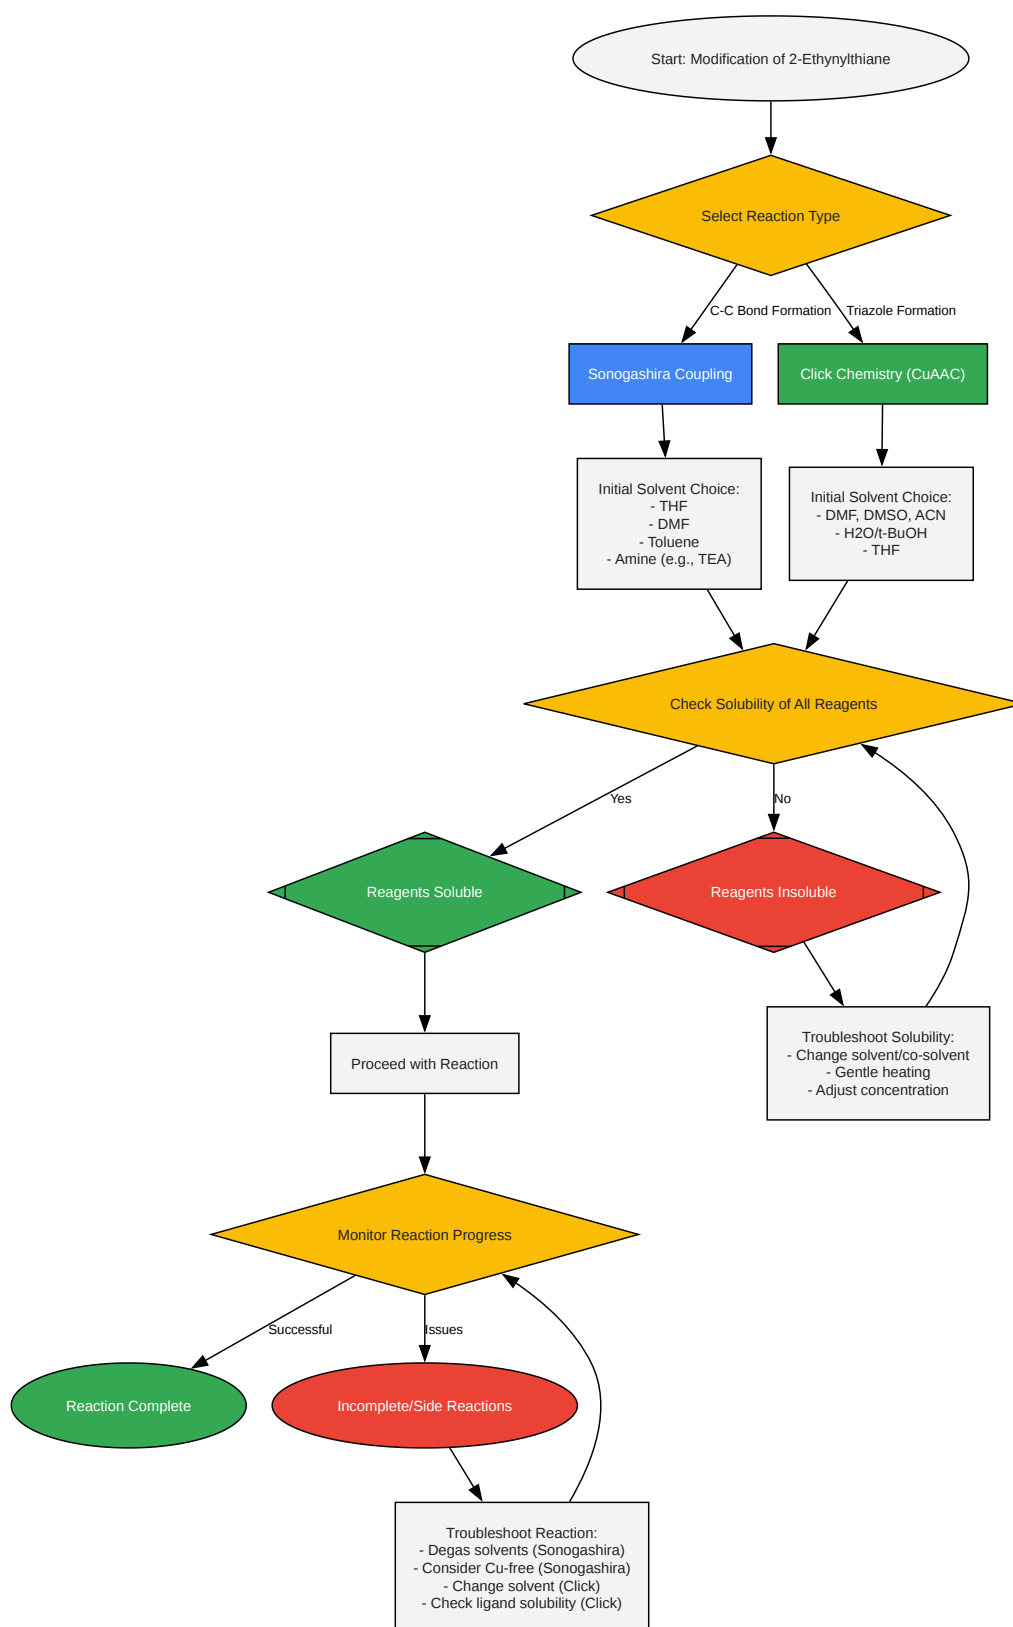 Start: Modification of 2-Ethynylthiane
Select Reaction Type
C-C Bond Formation
Triazole Formation
Sonogashira Coupling
Click Chemistry (CuAAC)
Initial Solvent Choice:
- THF
- DMF
- Toluene
- Amine (e.g., TEA)
Initial Solvent Choice:
- DMF, DMSO, ACN
- H2O/t-BuOH
- THF
Check Solubility of All Reagents
Yes
No
Reagents Soluble
Reagents Insoluble
Troubleshoot Solubility:
- Change solvent/co-solvent
- Gentle heating
- Adjust concentration
Proceed with Reaction
Monitor Reaction Progress
Successful
Issues
Reaction Complete
Incomplete/Side Reactions
Troubleshoot Reaction:
- Degas solvents (Sonogashira)
- Consider Cu-free (Sonogashira)
- Change solvent (Click)
- Check ligand solubility (Click)